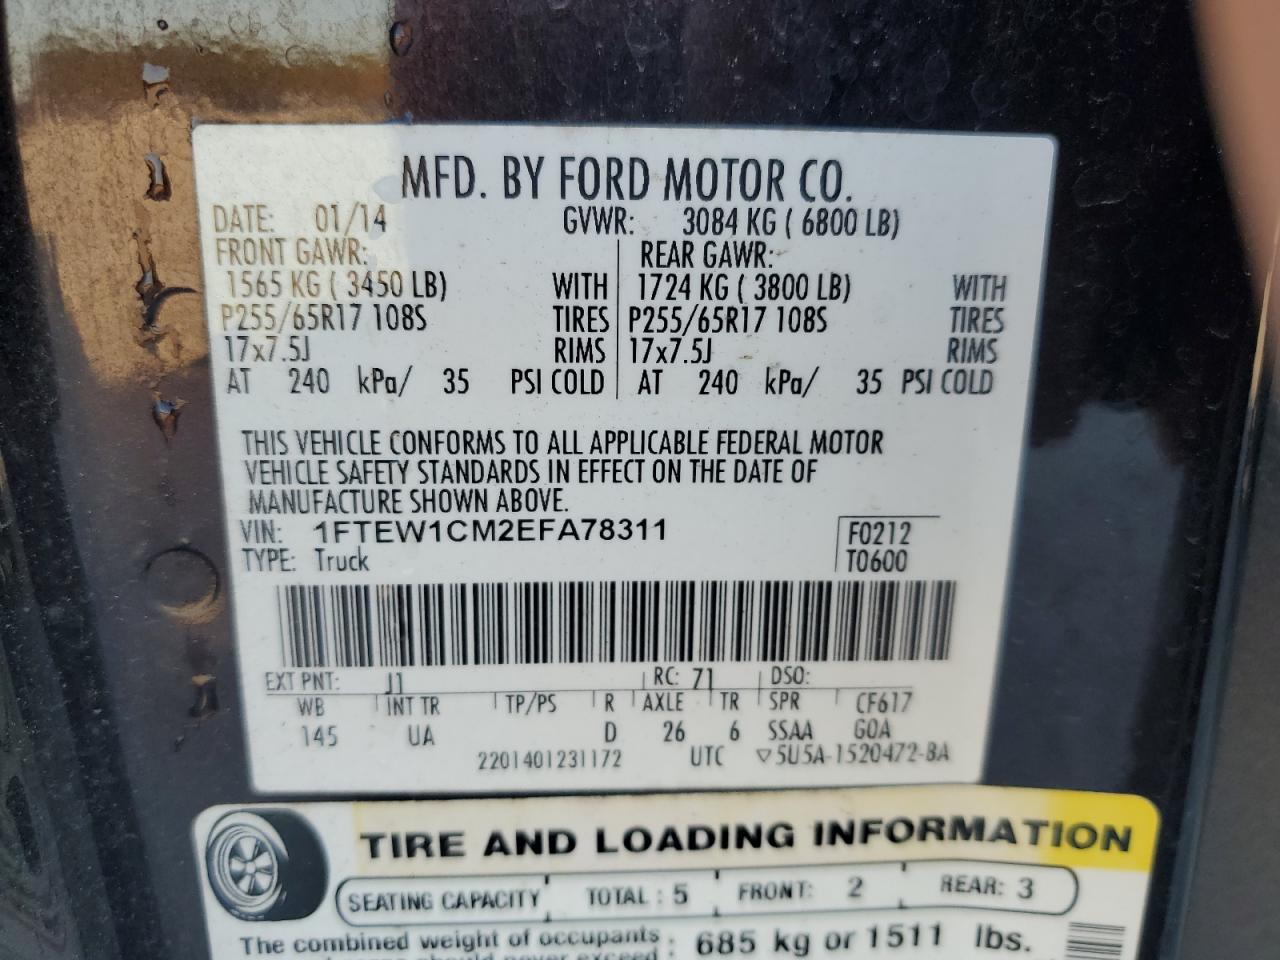 MFD. BY FORD MOTOR CO.
DATE: 01/14 GVWR: 3084 KG ( 6800 LB)
FRONT GAWR: REAR GAWR:
1565 KG ( 3450 LB) WITH 1724 KG ( 3800 LB) WITH
P255/65R17 108S TIRES P255/65R17 108S TIRES
17x7.5J RIMS 17x7.5J RIMS
AT 240 kPa/ 35 PSI COLD AT 240 kPa/ 35 PSI COLD
THIS VEHICLE CONFORMS TO ALL APPLICABLE FEDERAL MOTOR
VEHICLE SAFETY STANDARDS IN EFFECT ON THE DATE OF
MANUFACTURE SHOWN ABOVE.
VIN: 1FTEW1CM2EFA78311 F0212
TYPE: Truck T0600
EXT PNT: J1 RC: 71 DSO:
WB INT TR TP/PS R AXLE TR SPR CF617
145 UA D 26 6 SSAA GOA
2201401231172 UTC ▽5U5A-1520472-BA
TIRE AND LOADING INFORMATION
SEATING CAPACITY TOTAL : 5 FRONT: 2 REAR: 3
The combined weight of occupants : 685 kg or 1511 lbs.
and cargo should never exceed